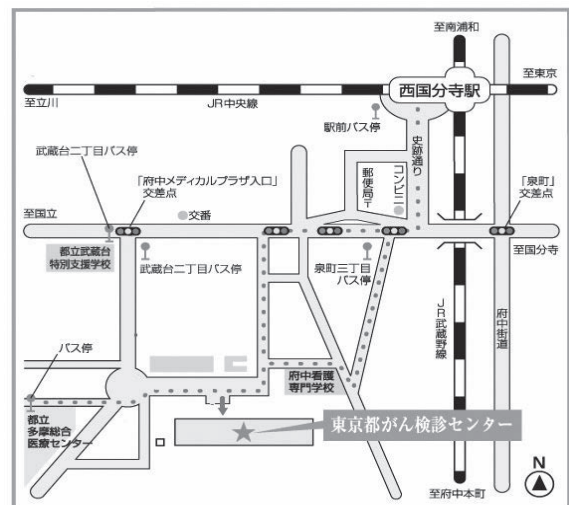 至南浦和
西国分寺駅
至東京
至立川
JR中央線
駅前バス停
史跡通り
武蔵台二丁目バス停
「府中メディカルプラザ入口」
交差点
郵便局〒
コンビニ
「泉町」
交差点
至国立
交番
都立武蔵台
特別支援学校
武蔵台二丁目バス停
泉町三丁目
バス停
至国分寺
JR武蔵野線
府中街道
バス停
府中看護
専門学校
都立
多摩総合
医療センター
東京都がん検診センター
N
至府中本町